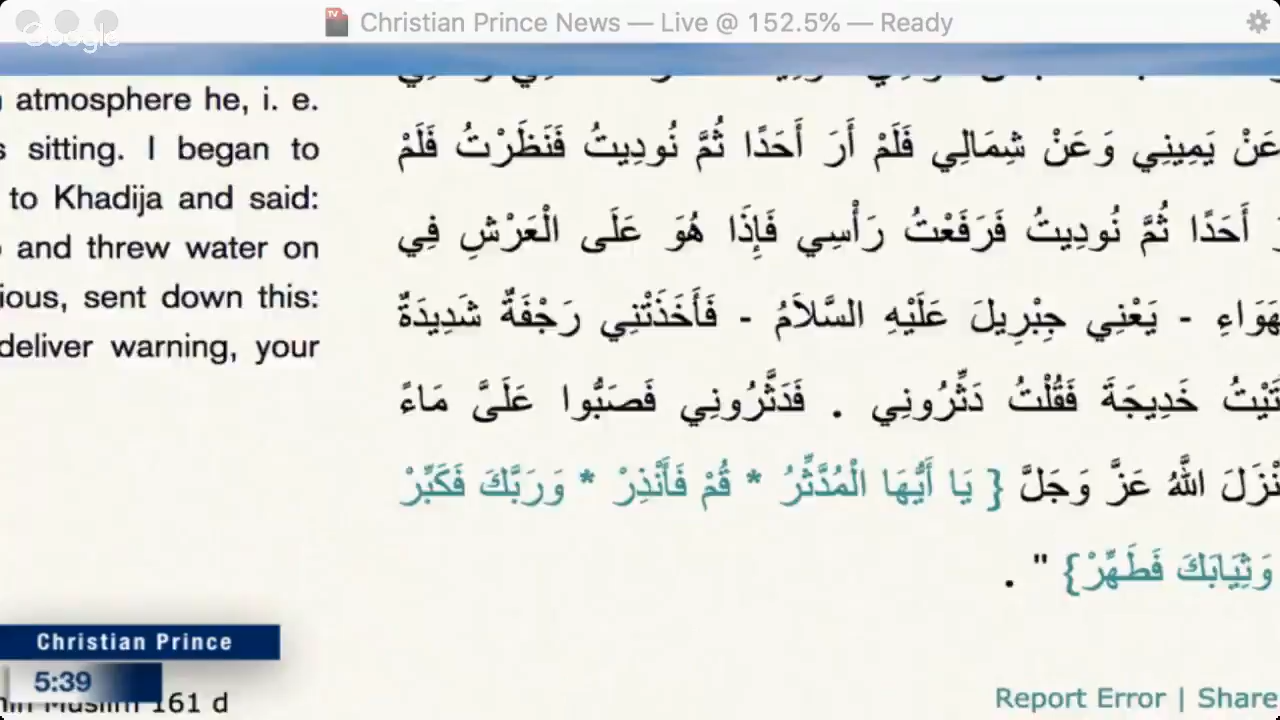 Christian Prince News — Live @ 152.5% — Ready
Google
atmosphere he, i. e.
sitting. I began to
to Khadija and said:
and threw water on
sent down this:
deliver warning, your
عَنْ يَمِينِي وَعَنْ شِمَالِي فَلَمْ أَرَ أَحَدًا ثُمَّ نُودِيتُ فَنَظَرْتُ فَلَمْ
أَحَدًا ثُمَّ نُودِيتُ فَرَفَعْتُ رَأْسِي فَإِذَا هُوَ عَلَى الْعَرْشِ فِي
- يَعْنِي جِبْرِيلَ عَلَيْهِ السَّلاَمُ - فَأَخَذَتْنِي رَجْفَةٌ شَدِيدَةٌ
خَدِيجَةَ فَقُلْتُ دَثِّرُونِي . فَدَثَّرُونِي فَصَبُّوا عَلَىَّ مَاءً
اللَّهُ عَزَّ وَجَلَّ { يَا أَيُّهَا الْمُدَّثِّرُ * قُمْ فَأَنْذِرْ * وَرَبَّكَ فَكَبِّرْ
وَثِيَابَكَ فَطَهِّرْ} " .
Christian Prince
5:39
161 d
Report Error | Share